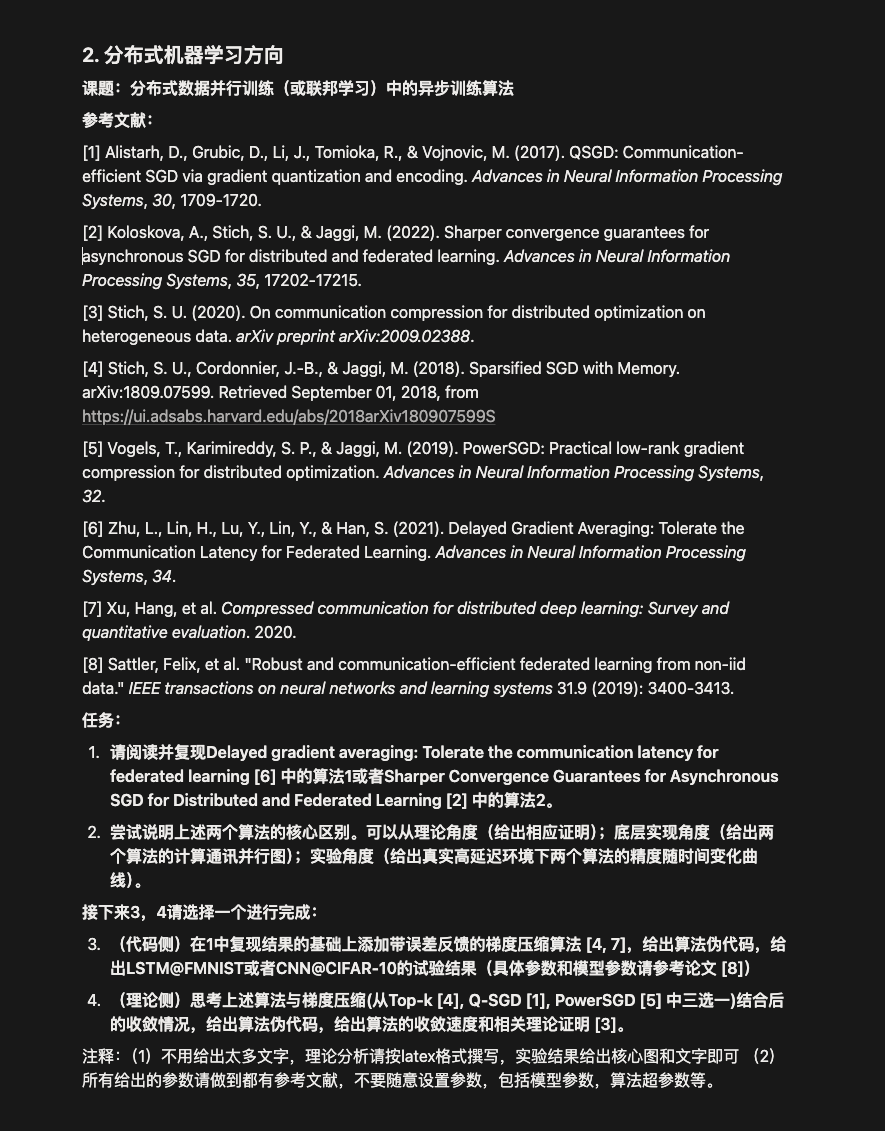 2. 分布式机器学习方向
课题：分布式数据并行训练（或联邦学习）中的异步训练算法
参考文献：
[1] Alistarh, D., Grubic, D., Li, J., Tomioka, R., & Vojnovic, M. (2017). QSGD: Communication-
efficient SGD via gradient quantization and encoding. Advances in Neural Information Processing
Systems, 30, 1709-1720.
[2] Koloskova, A., Stich, S. U., & Jaggi, M. (2022). Sharper convergence guarantees for
asynchronous SGD for distributed and federated learning. Advances in Neural Information
Processing Systems, 35, 17202-17215.
[3] Stich, S. U. (2020). On communication compression for distributed optimization on
heterogeneous data. arXiv preprint arXiv:2009.02388.
[4] Stich, S. U., Cordonnier, J.-B., & Jaggi, M. (2018). Sparsified SGD with Memory.
arXiv:1809.07599. Retrieved September 01, 2018, from
https://ui.adsabs.harvard.edu/abs/2018arXiv180907599S
[5] Vogels, T., Karimireddy, S. P., & Jaggi, M. (2019). PowerSGD: Practical low-rank gradient
compression for distributed optimization. Advances in Neural Information Processing Systems,
32.
[6] Zhu, L., Lin, H., Lu, Y., Lin, Y., & Han, S. (2021). Delayed Gradient Averaging: Tolerate the
Communication Latency for Federated Learning. Advances in Neural Information Processing
Systems, 34.
[7] Xu, Hang, et al. Compressed communication for distributed deep learning: Survey and
quantitative evaluation. 2020.
[8] Sattler, Felix, et al. "Robust and communication-efficient federated learning from non-iid
data." IEEE transactions on neural networks and learning systems 31.9 (2019): 3400-3413.
任务：
1. 请阅读并复现Delayed gradient averaging: Tolerate the communication latency for
federated learning [6] 中的算法1或者Sharper Convergence Guarantees for Asynchronous
SGD for Distributed and Federated Learning [2] 中的算法2。
2. 尝试说明上述两个算法的核心区别。可以从理论角度（给出相应证明）；底层实现角度（给出两
个算法的计算通讯并行图）；实验角度（给出真实高延迟环境下两个算法的精度随时间变化曲
线）。
接下来3，4请选择一个进行完成：
3. （代码侧）在1中复现结果的基础上添加带误差反馈的梯度压缩算法 [4, 7]，给出算法伪代码，给
出LSTM@FMNIST或者CNN@CIFAR-10的试验结果（具体参数和模型参数请参考论文 [8]）
4. （理论侧）思考上述算法与梯度压缩(从Top-k [4], Q-SGD [1], PowerSGD [5] 中三选一)结合后
的收敛情况，给出算法伪代码，给出算法的收敛速度和相关理论证明 [3]。
注释：（1）不用给出太多文字，理论分析请按latex格式撰写，实验结果给出核心图和文字即可 （2）
所有给出的参数请做到都有参考文献，不要随意设置参数，包括模型参数，算法超参数等。